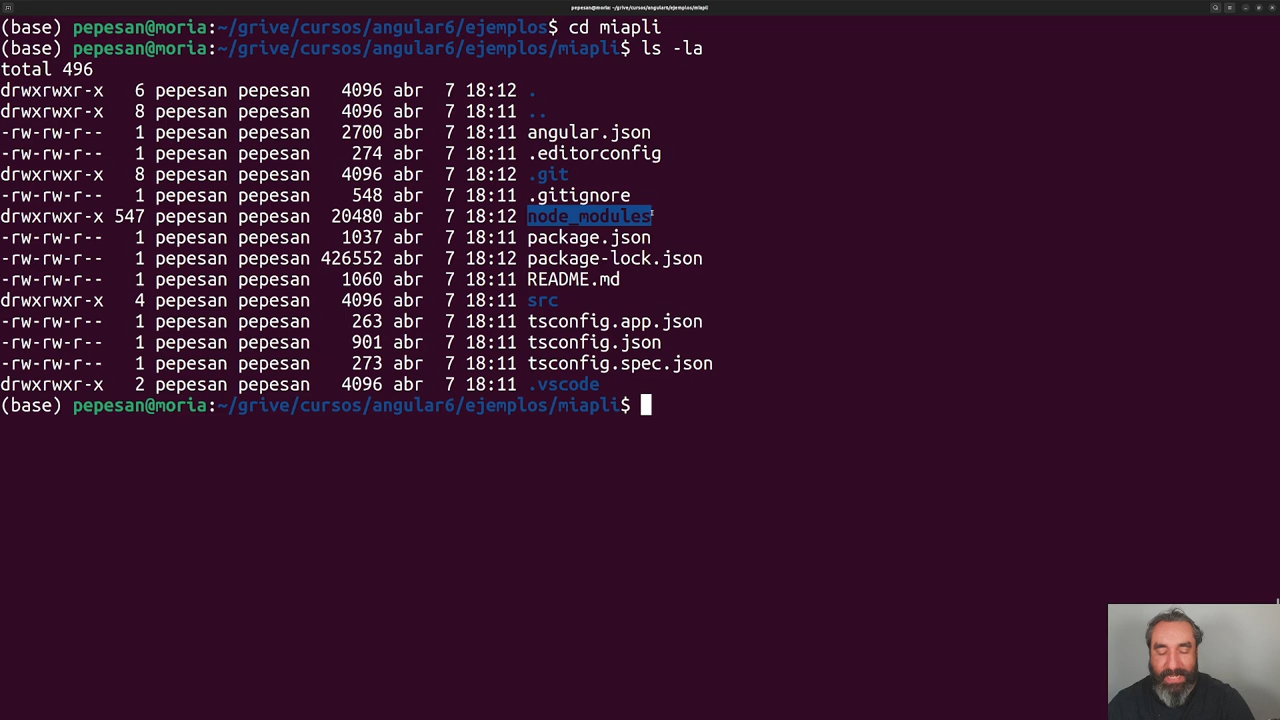 pepesan@moria: ~/grive/cursos/angular6/ejemplos/miapli
(base) pepesan@moria:~/grive/cursos/angular6/ejemplos$ cd miapli
(base) pepesan@moria:~/grive/cursos/angular6/ejemplos/miapli$ ls -la
total 496
drwxrwxr-x   6 pepesan pepesan   4096 abr  7 18:12 .
drwxrwxr-x   8 pepesan pepesan   4096 abr  7 18:11 ..
-rw-rw-r--   1 pepesan pepesan   2700 abr  7 18:11 angular.json
-rw-rw-r--   1 pepesan pepesan    274 abr  7 18:11 .editorconfig
drwxrwxr-x   8 pepesan pepesan   4096 abr  7 18:12 .git
-rw-rw-r--   1 pepesan pepesan    548 abr  7 18:11 .gitignore
drwxrwxr-x 547 pepesan pepesan  20480 abr  7 18:12 node_modules
-rw-rw-r--   1 pepesan pepesan   1037 abr  7 18:11 package.json
-rw-rw-r--   1 pepesan pepesan 426552 abr  7 18:12 package-lock.json
-rw-rw-r--   1 pepesan pepesan   1060 abr  7 18:11 README.md
drwxrwxr-x   4 pepesan pepesan   4096 abr  7 18:11 src
-rw-rw-r--   1 pepesan pepesan    263 abr  7 18:11 tsconfig.app.json
-rw-rw-r--   1 pepesan pepesan    901 abr  7 18:11 tsconfig.json
-rw-rw-r--   1 pepesan pepesan    273 abr  7 18:11 tsconfig.spec.json
drwxrwxr-x   2 pepesan pepesan   4096 abr  7 18:11 .vscode
(base) pepesan@moria:~/grive/cursos/angular6/ejemplos/miapli$